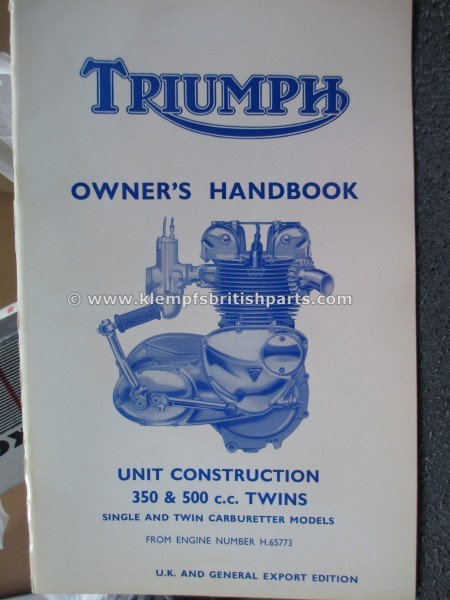 TRIUMPH
OWNER'S HANDBOOK
© www.klempfsbritishparts.com
UNIT CONSTRUCTION
350 & 500 c.c. TWINS
SINGLE AND TWIN CARBURETTER MODELS
FROM ENGINE NUMBER H.65773
U.K. AND GENERAL EXPORT EDITION